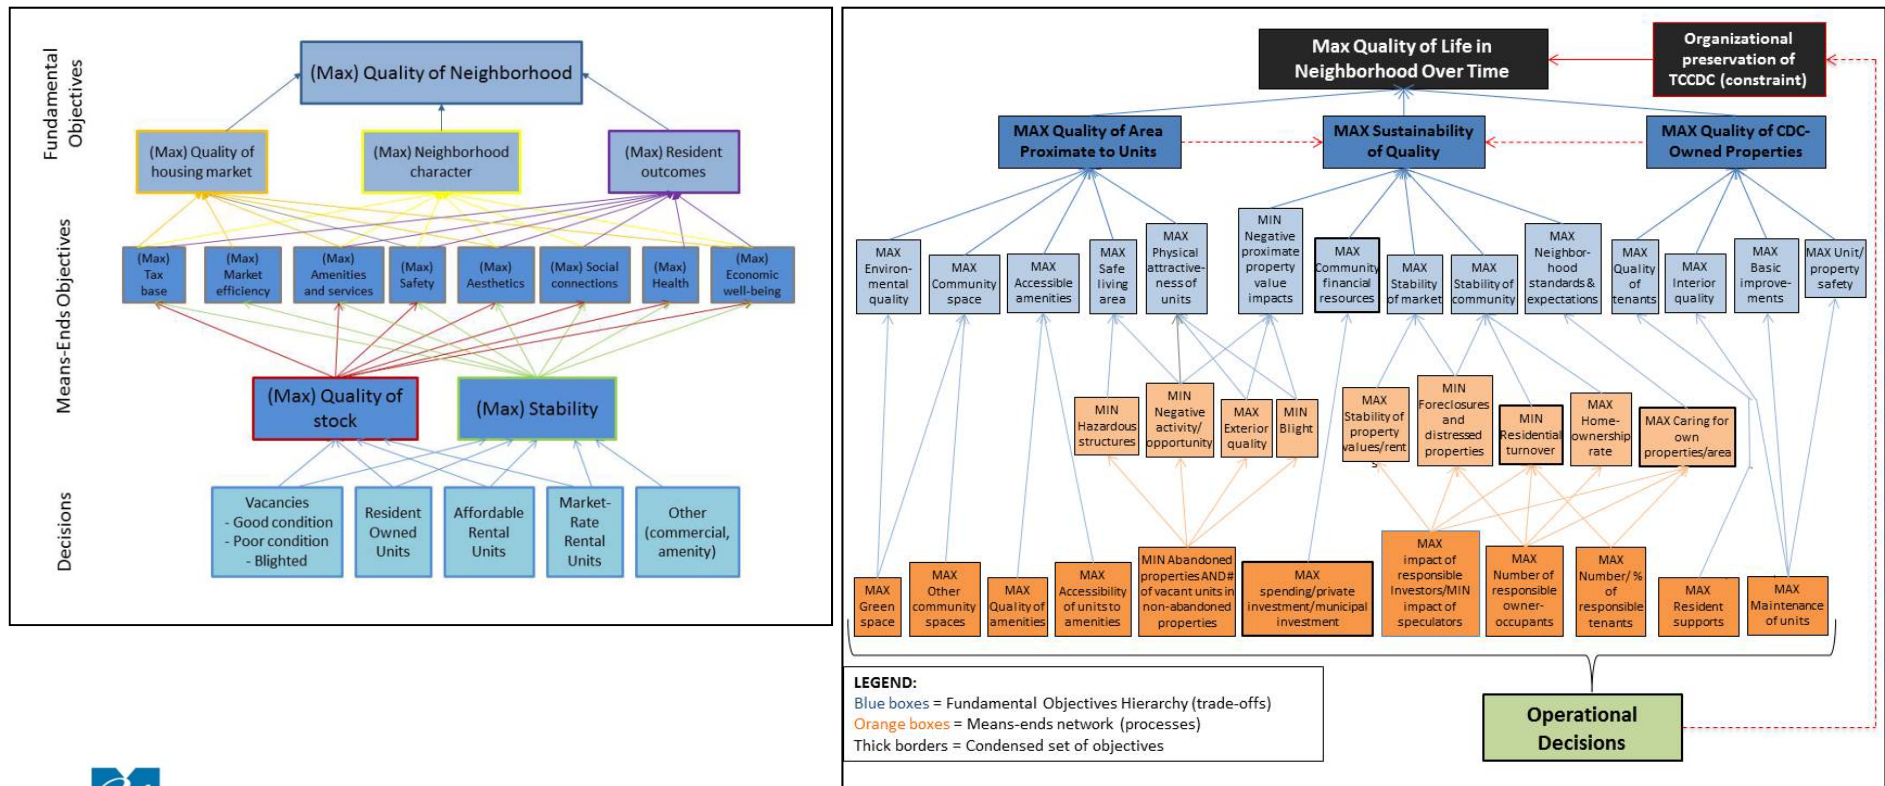 Fundamental
Objectives
Means-Ends Objectives
Decisions
(Max) Quality of Neighborhood
(Max) Quality of
housing market
(Max) Neighborhood
character
(Max) Resident
outcomes
(Max)
Tax
base
(Max)
Market
efficiency
(Max)
Amenities
and services
(Max)
Safety
(Max)
Aesthetics
(Max) Social
connections
(Max)
Health
(Max)
Economic
well-being
(Max) Quality of
stock
(Max) Stability
Vacancies
- Good condition
- Poor condition
- Blighted
Resident
Owned
Units
Affordable
Rental
Units
Market-
Rate
Rental
Units
Other
(commercial,
amenity)
Max Quality of Life in
Neighborhood Over Time
Organizational
preservation of
TCCDC (constraint)
MAX Quality of Area
Proximate to Units
MAX Sustainability
of Quality
MAX Quality of CDC-
Owned Properties
MAX
Environ-
mental
quality
MAX
Community
space
MAX
Accessible
amenities
MAX
Safe
living
area
MAX
Physical
attractive-
ness of
units
MIN
Negative
proximate
property
value
impacts
MAX
Community
financial
resources
MAX
Stability
of market
MAX
Stability of
community
MAX
Neighbor-
hood
standards &
expectations
MAX
Quality
of
tenants
MAX
Interior
quality
MAX
Basic
improve-
ments
MAX Unit/
property
safety
MIN
Hazardous
structures
MIN
Negative
activity/
opportunity
MAX
Exterior
quality
MIN
Blight
MAX
Stability of
property
values/rent
s
MIN
Foreclosures
and
distressed
properties
MIN
Residential
turnover
MAX
Home-
ownership
rate
MAX Caring for
own
properties/area
MAX
Green
space
MAX
Other
community
spaces
MAX
Quality of
amenities
MAX
Accessibility
of units to
amenities
MIN Abandoned
properties AND#
of vacant units in
non-abandoned
properties
MAX
spending/private
investment/municipal
investment
MAX
impact of
responsible
Investors/MIN
impact of
speculators
MAX
Number of
responsible
owner-
occupants
MAX
Number/ %
of
responsible
tenants
MAX
Resident
supports
MAX
Maintenance
of units
LEGEND:
Blue boxes = Fundamental Objectives Hierarchy (trade-offs)
Orange boxes = Means-ends network (processes)
Thick borders = Condensed set of objectives
Operational
Decisions